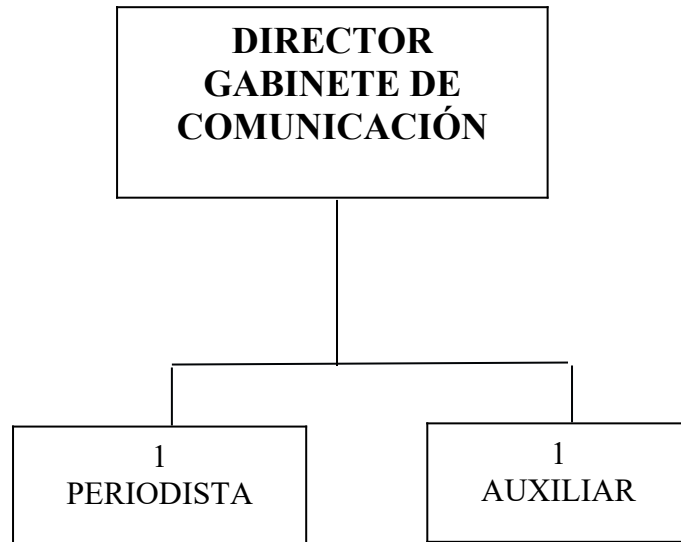 DIRECTOR
GABINETE DE
COMUNICACIÓN
1
PERIODISTA
1
AUXILIAR